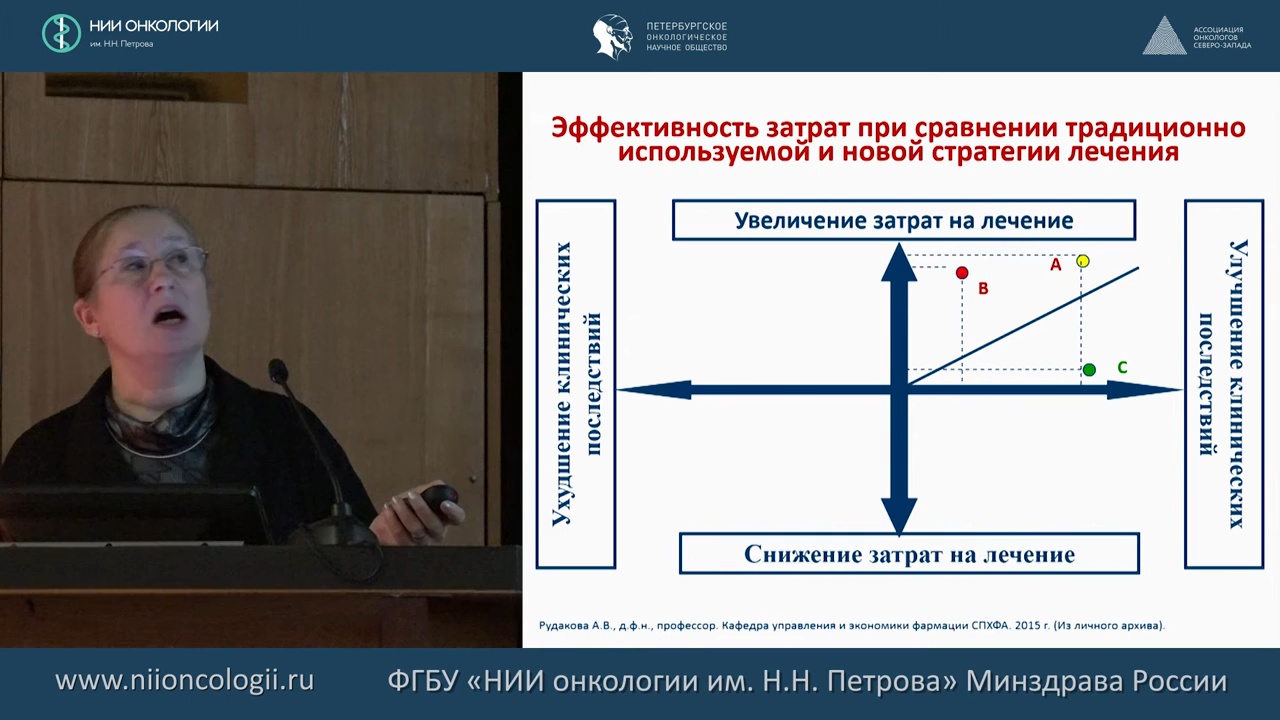 НИИ ОНКОЛОГИИ
им. Н.Н. Петрова
ПЕТЕРБУРГСКОЕ
ОНКОЛОГИЧЕСКОЕ
НАУЧНОЕ ОБЩЕСТВО
АССОЦИАЦИЯ
ОНКОЛОГОВ
СЕВЕРО-ЗАПАДА
Эффективность затрат при сравнении традиционно
используемой и новой стратегии лечения
Увеличение затрат на лечение
Ухудшение клинических
последствий
A
B
C
Улучшение клинических
последствий
Снижение затрат на лечение
Рудакова А.В., д.ф.н., профессор. Кафедра управления и экономики фармации СПХФА. 2015 г. (Из личного архива).
www.niioncologii.ru
ФГБУ «НИИ онкологии им. Н.Н. Петрова» Минздрава России